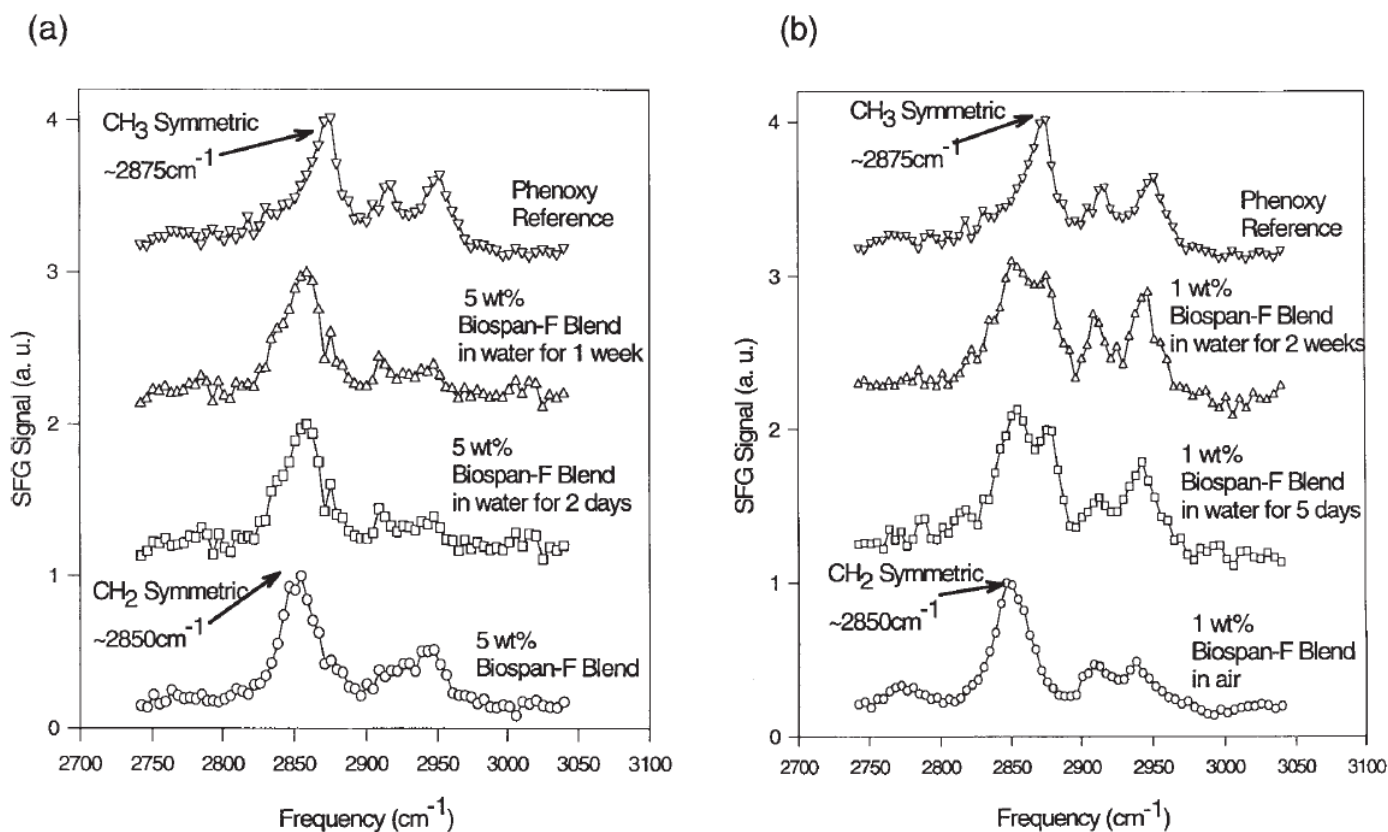 (a)
4
3
2
1
0
SFG Signal (a. u.)
CH3 Symmetric
~2875cm-1
Phenoxy
Reference
5 wt%
Biospan-F Blend
in water for 1 week
5 wt%
Biospan-F Blend
in water for 2 days
CH2 Symmetric
~2850cm-1
5 wt%
Biospan-F Blend
2700 2750 2800 2850 2900 2950 3000 3050 3100
Frequency (cm-1)
(b)
4
3
2
1
0
SFG Signal (a. u.)
CH3 Symmetric
~2875cm-1
Phenoxy
Reference
1 wt%
Biospan-F Blend
in water for 2 weeks
1 wt%
Biospan-F Blend
in water for 5 days
CH2 Symmetric
~2850cm-1
1 wt%
Biospan-F Blend
in air
2700 2750 2800 2850 2900 2950 3000 3050 3100
Frequency (cm-1)